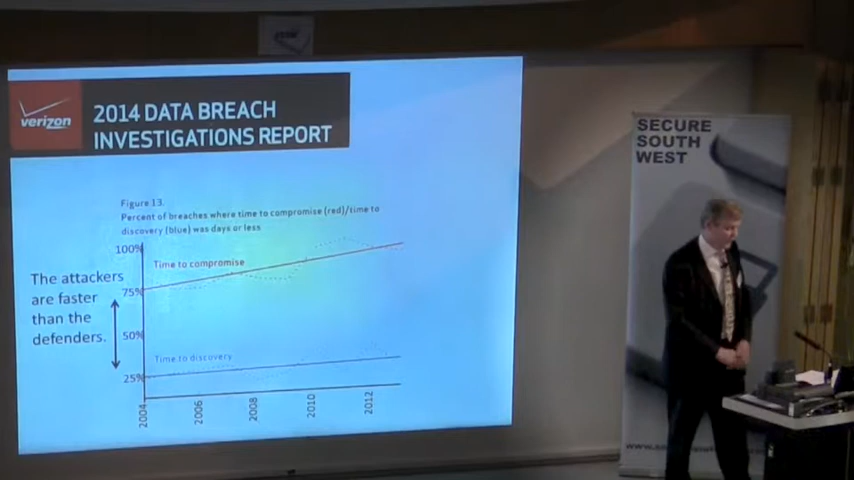 verizon
2014 DATA BREACH
INVESTIGATIONS REPORT
Figure 13.
Percent of breaches where time to compromise (red)/time to
discovery (blue) was days or less
100%
Time to compromise
The attackers
are faster
than the
defenders.
75%
50%
Time to discovery
25%
2004
2006
2008
2010
2012
SECURE
SOUTH
WEST